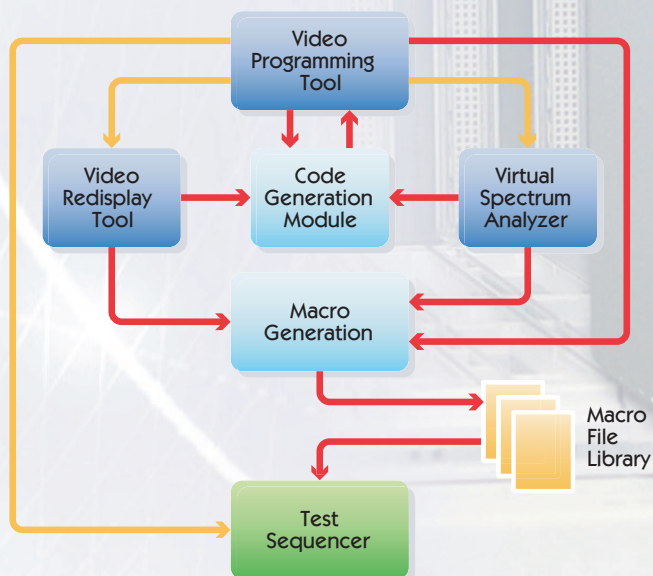 Video
Programming
Tool
Video
Redisplay
Tool
Code
Generation
Module
Virtual
Spectrum
Analyzer
Macro
Generation
Macro
File
Library
Test
Sequencer